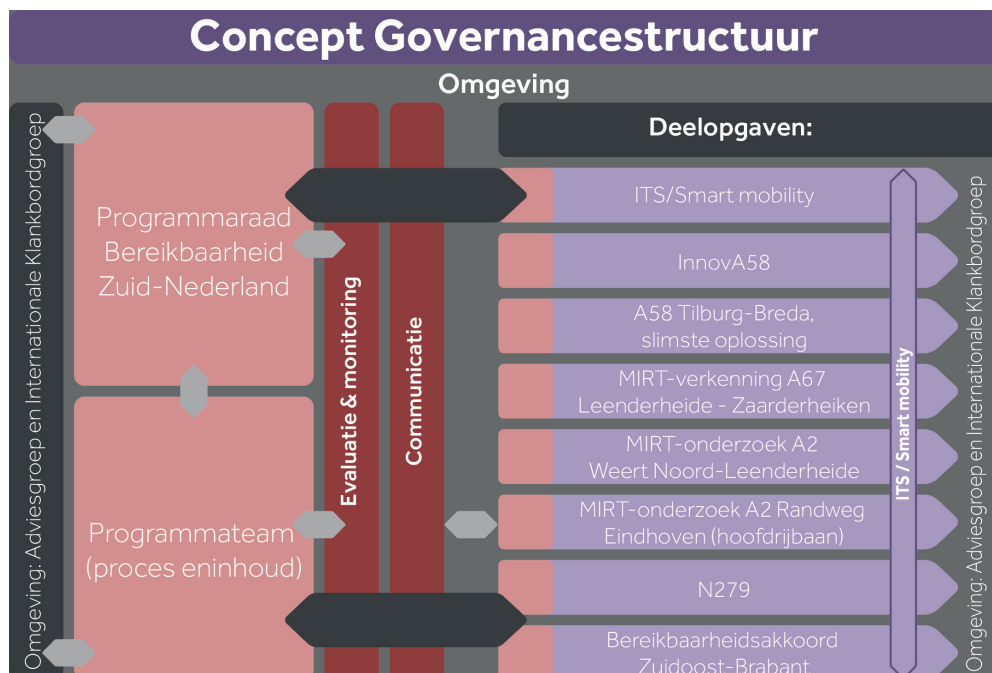 Concept Governancestructuur
Omgeving
Omgeving: Adviesgroep en Internationale Klankbordgroep
Programmaraad
Bereikbaarheid
Zuid-Nederland
Programmateam
(proces eninhoud)
Evaluatie & monitoring
Communicatie
Deelopgaven:
ITS/Smart mobility
InnovA58
A58 Tilburg-Breda,
slimste oplossing
MIRT-verkenning A67
Leenderheide - Zaarderheiken
MIRT-onderzoek A2
Weert Noord-Leenderheide
MIRT-onderzoek A2 Randweg
Eindhoven (hoofdrijbaan)
N279
Bereikbaarheidsakkoord
Zuidoost-Brabant
ITS / Smart mobility
Omgeving: Adviesgroep en Internationale Klankbordgroep